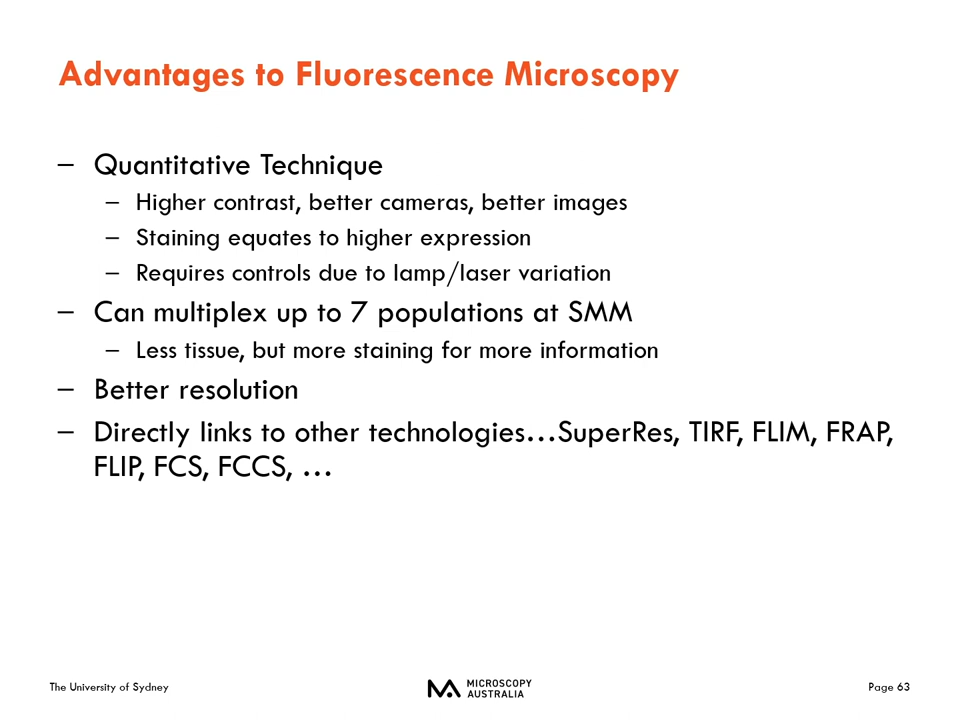 Advantages to Fluorescence Microscopy
– Quantitative Technique
– Higher contrast, better cameras, better images
– Staining equates to higher expression
– Requires controls due to lamp/laser variation
– Can multiplex up to 7 populations at SMM
– Less tissue, but more staining for more information
– Better resolution
– Directly links to other technologies…SuperRes, TIRF, FLIM, FRAP,
FLIP, FCS, FCCS, …
The University of Sydney
MICROSCOPY
AUSTRALIA
Page 63